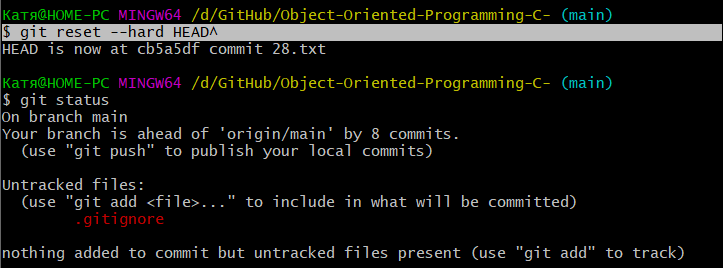 Катя@HOME-PC MINGW64 /d/GitHub/Object-Oriented-Programming-C- (main)
$ git reset --hard HEAD^
HEAD is now at cb5a5df commit 28.txt
Катя@HOME-PC MINGW64 /d/GitHub/Object-Oriented-Programming-C- (main)
$ git status
On branch main
Your branch is ahead of 'origin/main' by 8 commits.
  (use "git push" to publish your local commits)
Untracked files:
  (use "git add <file>..." to include in what will be committed)
        .gitignore
nothing added to commit but untracked files present (use "git add" to track)